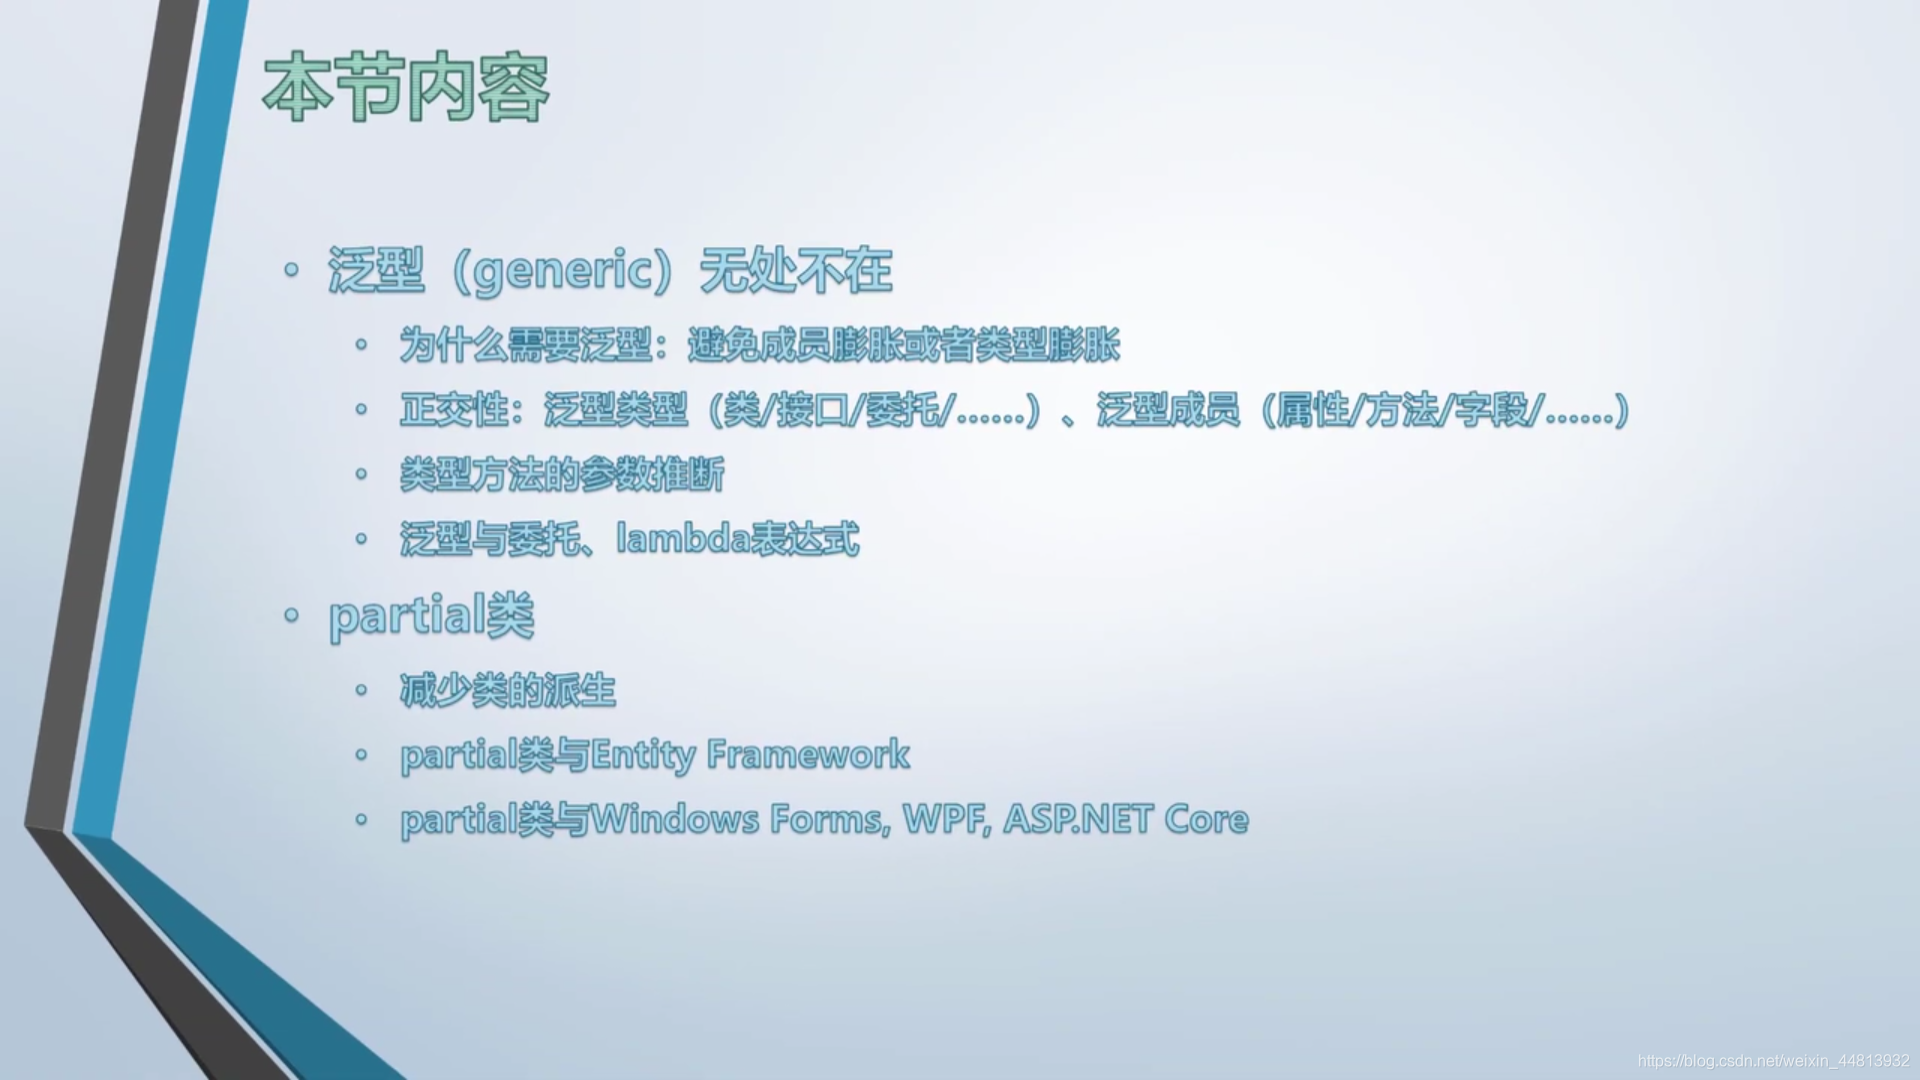 本节内容
• 泛型（generic）无处不在
• 为什么需要泛型：避免成员膨胀或者类型膨胀
• 正交性：泛型类型（类/接口/委托/……）、泛型成员（属性/方法/字段/……）
• 类型方法的参数推断
• 泛型与委托、lambda表达式
• partial类
• 减少类的派生
• partial类与Entity Framework
• partial类与Windows Forms, WPF, ASP.NET Core
https://blog.csdn.net/weixin_44813932